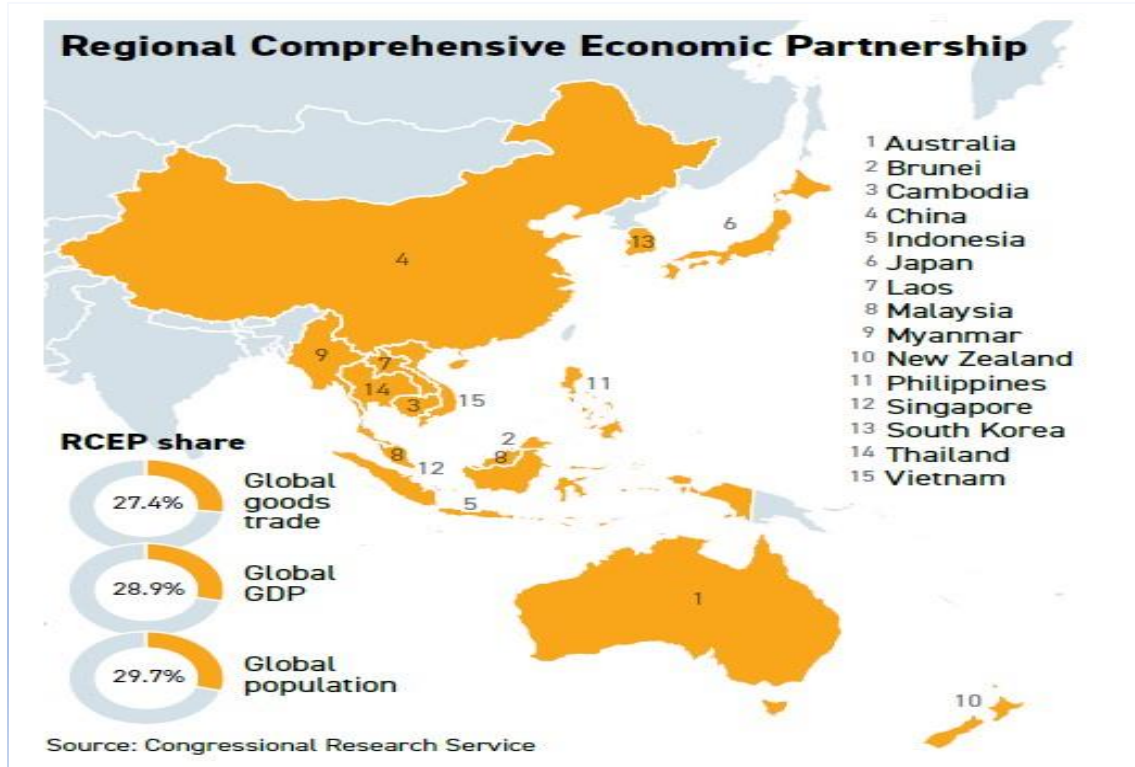 Regional Comprehensive Economic Partnership
1 Australia
2 Brunei
3 Cambodia
4 China
5 Indonesia
6 Japan
7 Laos
8 Malaysia
9 Myanmar
10 New Zealand
11 Philippines
12 Singapore
13 South Korea
14 Thailand
15 Vietnam
6
13
4
9
7
14
3
15
11
2
8
8
12
5
1
10
RCEP share
27.4%
Global
goods
trade
28.9%
Global
GDP
29.7%
Global
population
Source: Congressional Research Service